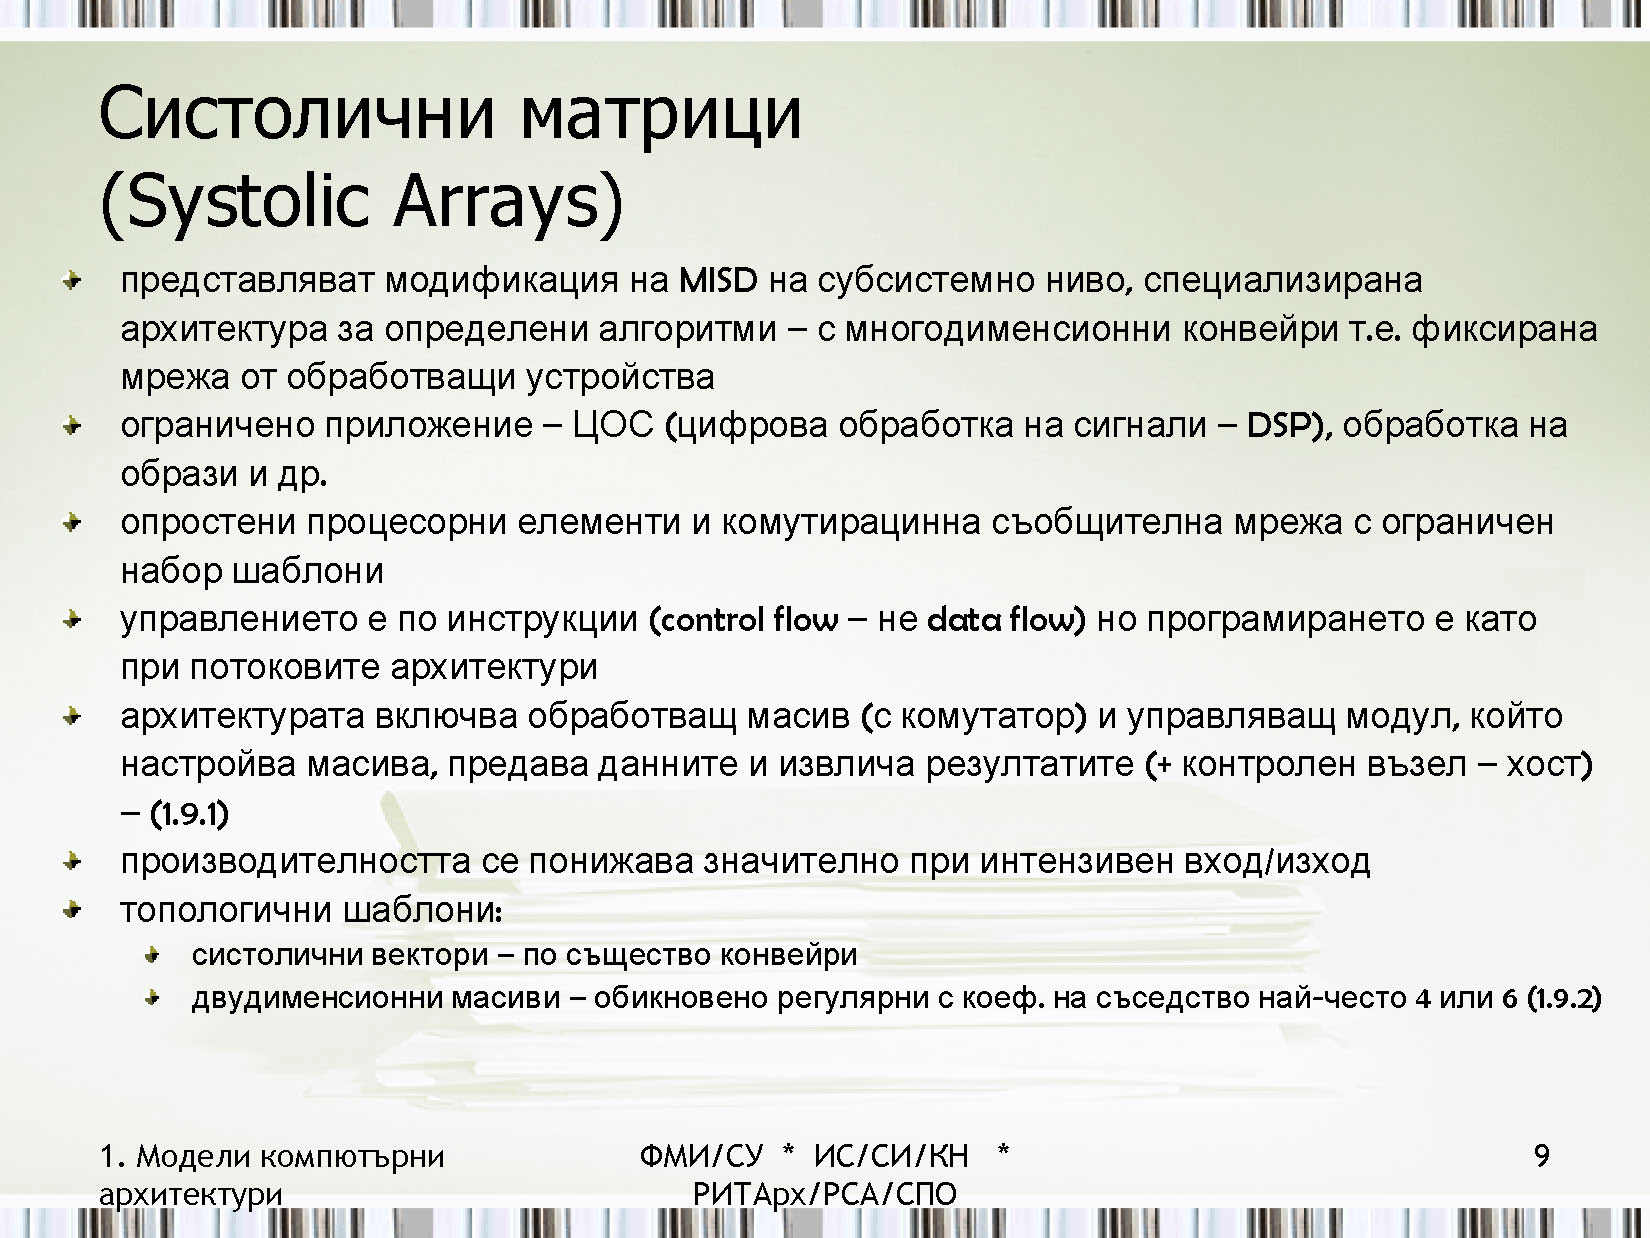 Систолични матрици
(Systolic Arrays)
представляват модификация на MISD на субсистемно ниво, специализирана
архитектура за определени алгоритми – с многодименсионни конвейри т.е. фиксирана
мрежа от обработващи устройства
ограничено приложение – ЦОС (цифрова обработка на сигнали – DSP), обработка на
образи и др.
опростени процесорни елементи и комутирацинна съобщителна мрежа с ограничен
набор шаблони
управлението е по инструкции (control flow – не data flow) но програмирането е като
при потоковите архитектури
архитектурата включва обработващ масив (с комутатор) и управляващ модул, който
настройва масива, предава данните и извлича резултатите (+ контролен възел – хост)
– (1.9.1)
производителността се понижава значително при интензивен вход/изход
топологични шаблони:
систолични вектори – по същество конвейри
двудименсионни масиви – обикновено регулярни с коеф. на съседство най-често 4 или 6 (1.9.2)
1. Модели компютърни
архитектури
ФМИ/СУ * ИС/СИ/КН *
РИТАрх/РСА/СПО
9